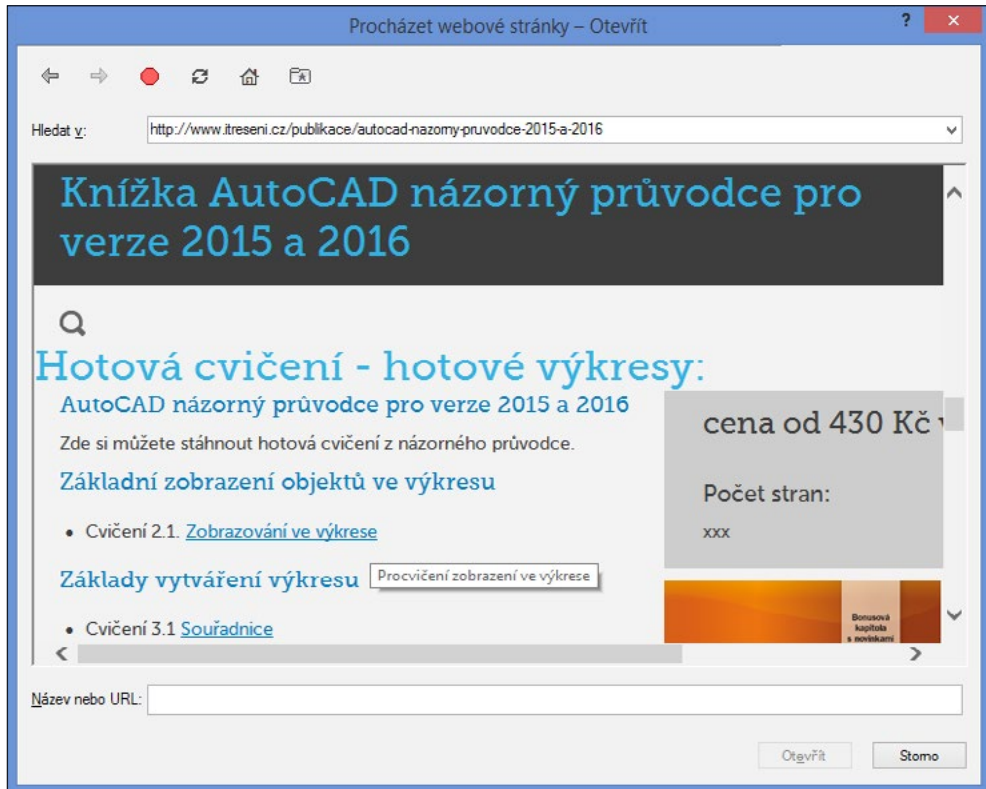 Procházet webové stránky – Otevřít
Hledat v:
http://www.itreseni.cz/publikace/autocad-nazorny-pruvodce-2015-a-2016
Knížka AutoCAD názorný průvodce pro
verze 2015 a 2016
Hotová cvičení - hotové výkresy:
AutoCAD názorný průvodce pro verze 2015 a 2016
Zde si můžete stáhnout hotová cvičení z názorného průvodce.
Základní zobrazení objektů ve výkresu
• Cvičení 2.1. Zobrazování ve výkrese
Základy vytváření výkresu
Procvičení zobrazení ve výkrese
• Cvičení 3.1 Souřadnice
cena od 430 Kč v
Počet stran:
xxx
Bonusová
kapitola
s novinkami
Název nebo URL:
Otevřít
Storno